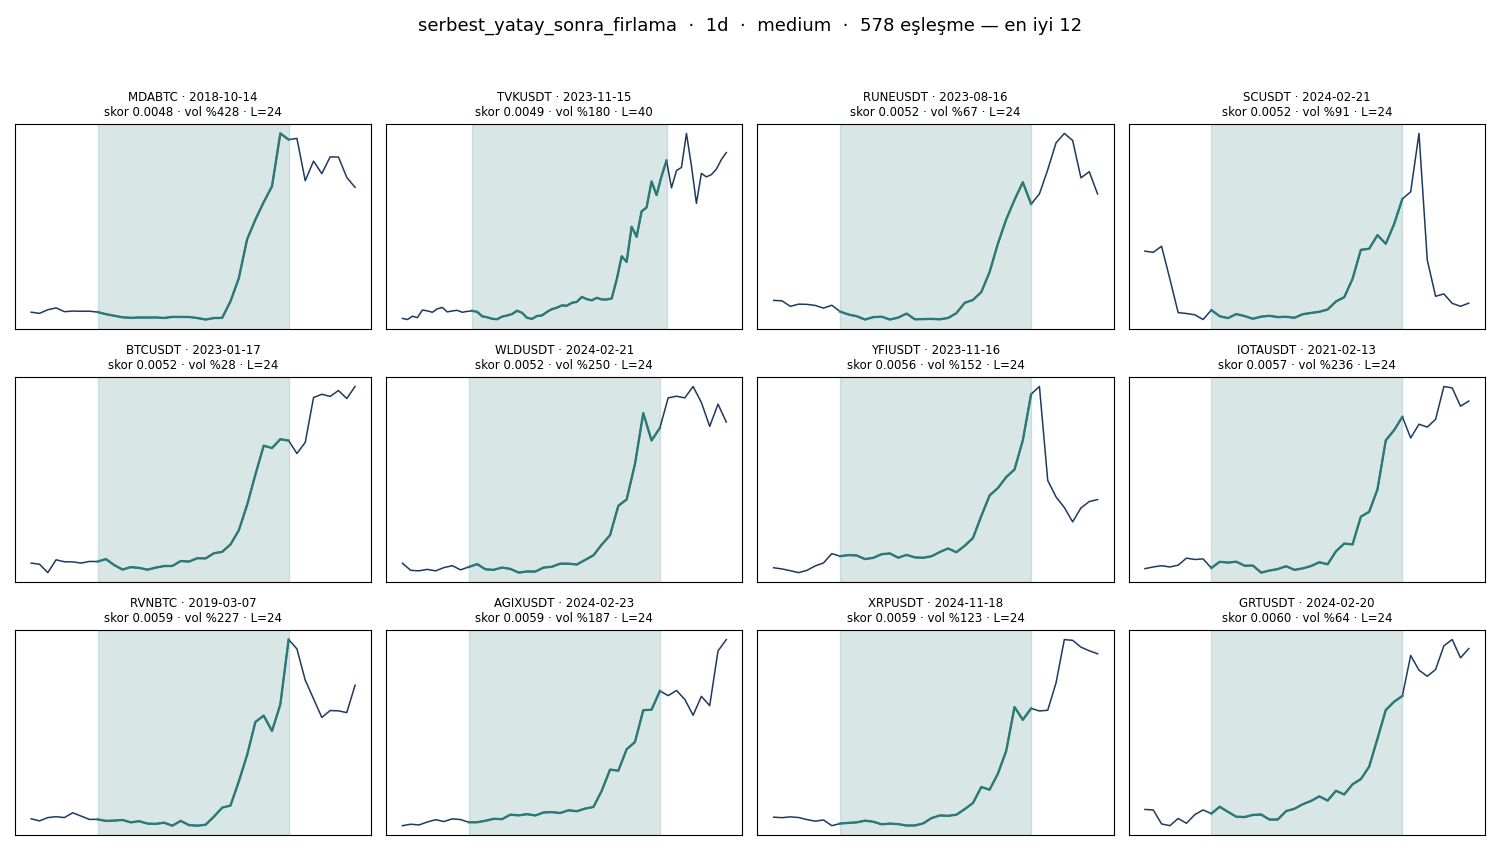 serbest_yatay_sonra_fırlama · 1d · medium · 578 eşleşme — en iyi 12
MDABTC · 2018-10-14
skor 0.0048 · vol %428 · L=24
TVKUSDT · 2023-11-15
skor 0.0049 · vol %180 · L=40
RUNEUSDT · 2023-08-16
skor 0.0052 · vol %67 · L=24
SCUSDT · 2024-02-21
skor 0.0052 · vol %91 · L=24
BTCUSDT · 2023-01-17
skor 0.0052 · vol %28 · L=24
WLDUSDT · 2024-02-21
skor 0.0052 · vol %250 · L=24
YFIUSDT · 2023-11-16
skor 0.0056 · vol %152 · L=24
IOTAUSDT · 2021-02-13
skor 0.0057 · vol %236 · L=24
RVNBTC · 2019-03-07
skor 0.0059 · vol %227 · L=24
AGIXUSDT · 2024-02-23
skor 0.0059 · vol %187 · L=24
XRPUSDT · 2024-11-18
skor 0.0059 · vol %123 · L=24
GRTUSDT · 2024-02-20
skor 0.0060 · vol %64 · L=24